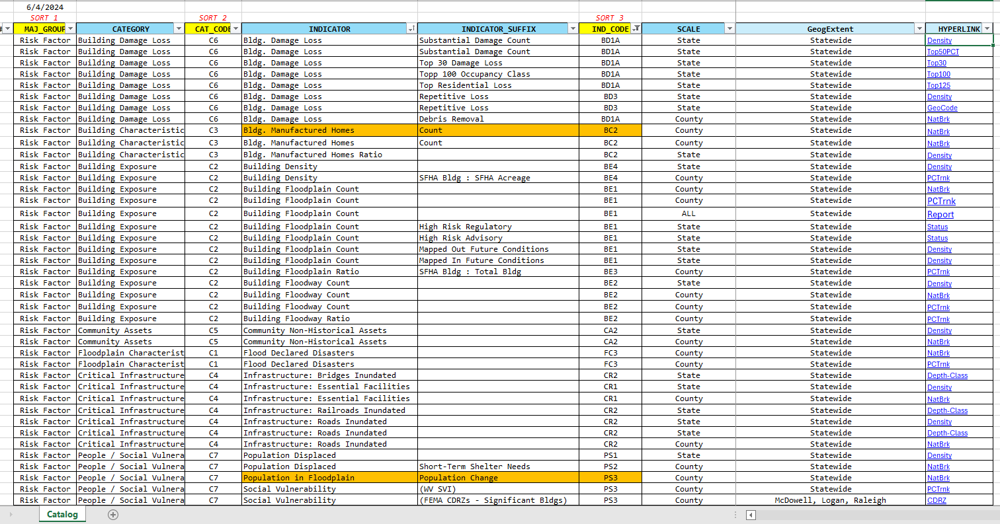 6/4/2024
SORT 1 SORT 2 SORT 3
MAJ_GROUP CATEGORY CAT_CODE INDICATOR INDICATOR_SUFFIX IND_CODE SCALE GeogExtent HYPERLINK
Risk Factor Building Damage Loss C6 Bldg. Damage Loss Substantial Damage Count BD1A State Statewide Density
Risk Factor Building Damage Loss C6 Bldg. Damage Loss Substantial Damage Count BD1A State Statewide Top50PCT
Risk Factor Building Damage Loss C6 Bldg. Damage Loss Top 30 Damage Loss BD1A State Statewide Top30
Risk Factor Building Damage Loss C6 Bldg. Damage Loss Topp 100 Occupancy Class BD1A State Statewide Top100
Risk Factor Building Damage Loss C6 Bldg. Damage Loss Top Residential Loss BD1A State Statewide Top125
Risk Factor Building Damage Loss C6 Bldg. Damage Loss Repetitive Loss BD3 State Statewide Density
Risk Factor Building Damage Loss C6 Bldg. Damage Loss Repetitive Loss BD3 State Statewide GeoCode
Risk Factor Building Damage Loss C6 Bldg. Damage Loss Debris Removal BD1A County Statewide NatBrk
Risk Factor Building Characteristic C3 Bldg. Manufactured Homes Count BC2 County Statewide NatBrk
Risk Factor Building Characteristic C3 Bldg. Manufactured Homes Count BC2 County Statewide NatBrk
Risk Factor Building Characteristic C3 Bldg. Manufactured Homes Ratio BC2 State Statewide Density
Risk Factor Building Exposure C2 Building Density BE4 State Statewide Density
Risk Factor Building Exposure C2 Building Density SFHA Bldg : SFHA Acreage BE4 County Statewide PCTrnk
Risk Factor Building Exposure C2 Building Floodplain Count BE1 County Statewide NatBrk
Risk Factor Building Exposure C2 Building Floodplain Count BE1 County Statewide PCTrnk
Risk Factor Building Exposure C2 Building Floodplain Count BE1 ALL Statewide Report
Risk Factor Building Exposure C2 Building Floodplain Count High Risk Regulatory BE1 State Statewide Status
Risk Factor Building Exposure C2 Building Floodplain Count High Risk Advisory BE1 State Statewide Status
Risk Factor Building Exposure C2 Building Floodplain Count Mapped Out Future Conditions BE1 State Statewide Density
Risk Factor Building Exposure C2 Building Floodplain Count Mapped In Future Conditions BE1 State Statewide Density
Risk Factor Building Exposure C2 Building Floodplain Ratio SFHA Bldg : Total Bldg BE3 County Statewide PCTrnk
Risk Factor Building Exposure C2 Building Floodway Count BE2 State Statewide Density
Risk Factor Building Exposure C2 Building Floodway Count BE2 County Statewide NatBrk
Risk Factor Building Exposure C2 Building Floodway Count BE2 County Statewide PCTrnk
Risk Factor Building Exposure C2 Building Floodway Ratio BE2 County Statewide PCTrnk
Risk Factor Community Assets C5 Community Non-Historical Assets CA2 State Statewide Density
Risk Factor Community Assets C5 Community Non-Historical Assets CA2 County Statewide NatBrk
Risk Factor Floodplain Characterist C1 Flood Declared Disasters FC3 County Statewide NatBrk
Risk Factor Floodplain Characterist C1 Flood Declared Disasters FC3 County Statewide PCTrnk
Risk Factor Critical Infrastructure C4 Infrastructure: Bridges Inundated CR2 State Statewide Depth-Class
Risk Factor Critical Infrastructure C4 Infrastructure: Essential Facilities CR1 State Statewide Density
Risk Factor Critical Infrastructure C4 Infrastructure: Essential Facilities CR1 County Statewide NatBrk
Risk Factor Critical Infrastructure C4 Infrastructure: Railroads Inundated CR2 State Statewide Depth-Class
Risk Factor Critical Infrastructure C4 Infrastructure: Roads Inundated CR2 State Statewide Density
Risk Factor Critical Infrastructure C4 Infrastructure: Roads Inundated CR2 State Statewide Depth-Class
Risk Factor Critical Infrastructure C4 Infrastructure: Roads Inundated CR2 County Statewide NatBrk
Risk Factor People / Social Vulnera C7 Population Displaced PS1 State Statewide Density
Risk Factor People / Social Vulnera C7 Population Displaced Short-Term Shelter Needs PS2 County Statewide NatBrk
Risk Factor People / Social Vulnera C7 Population in Floodplain Population Change PS3 County Statewide NatBrk
Risk Factor People / Social Vulnera C7 Social Vulnerability (WV SVI) PS3 County Statewide PCTrnk
Risk Factor People / Social Vulnera C7 Social Vulnerability (FEMA CDRZs - Significant Bldgs) PS3 County McDowell, Logan, Raleigh CDRZ
Catalog